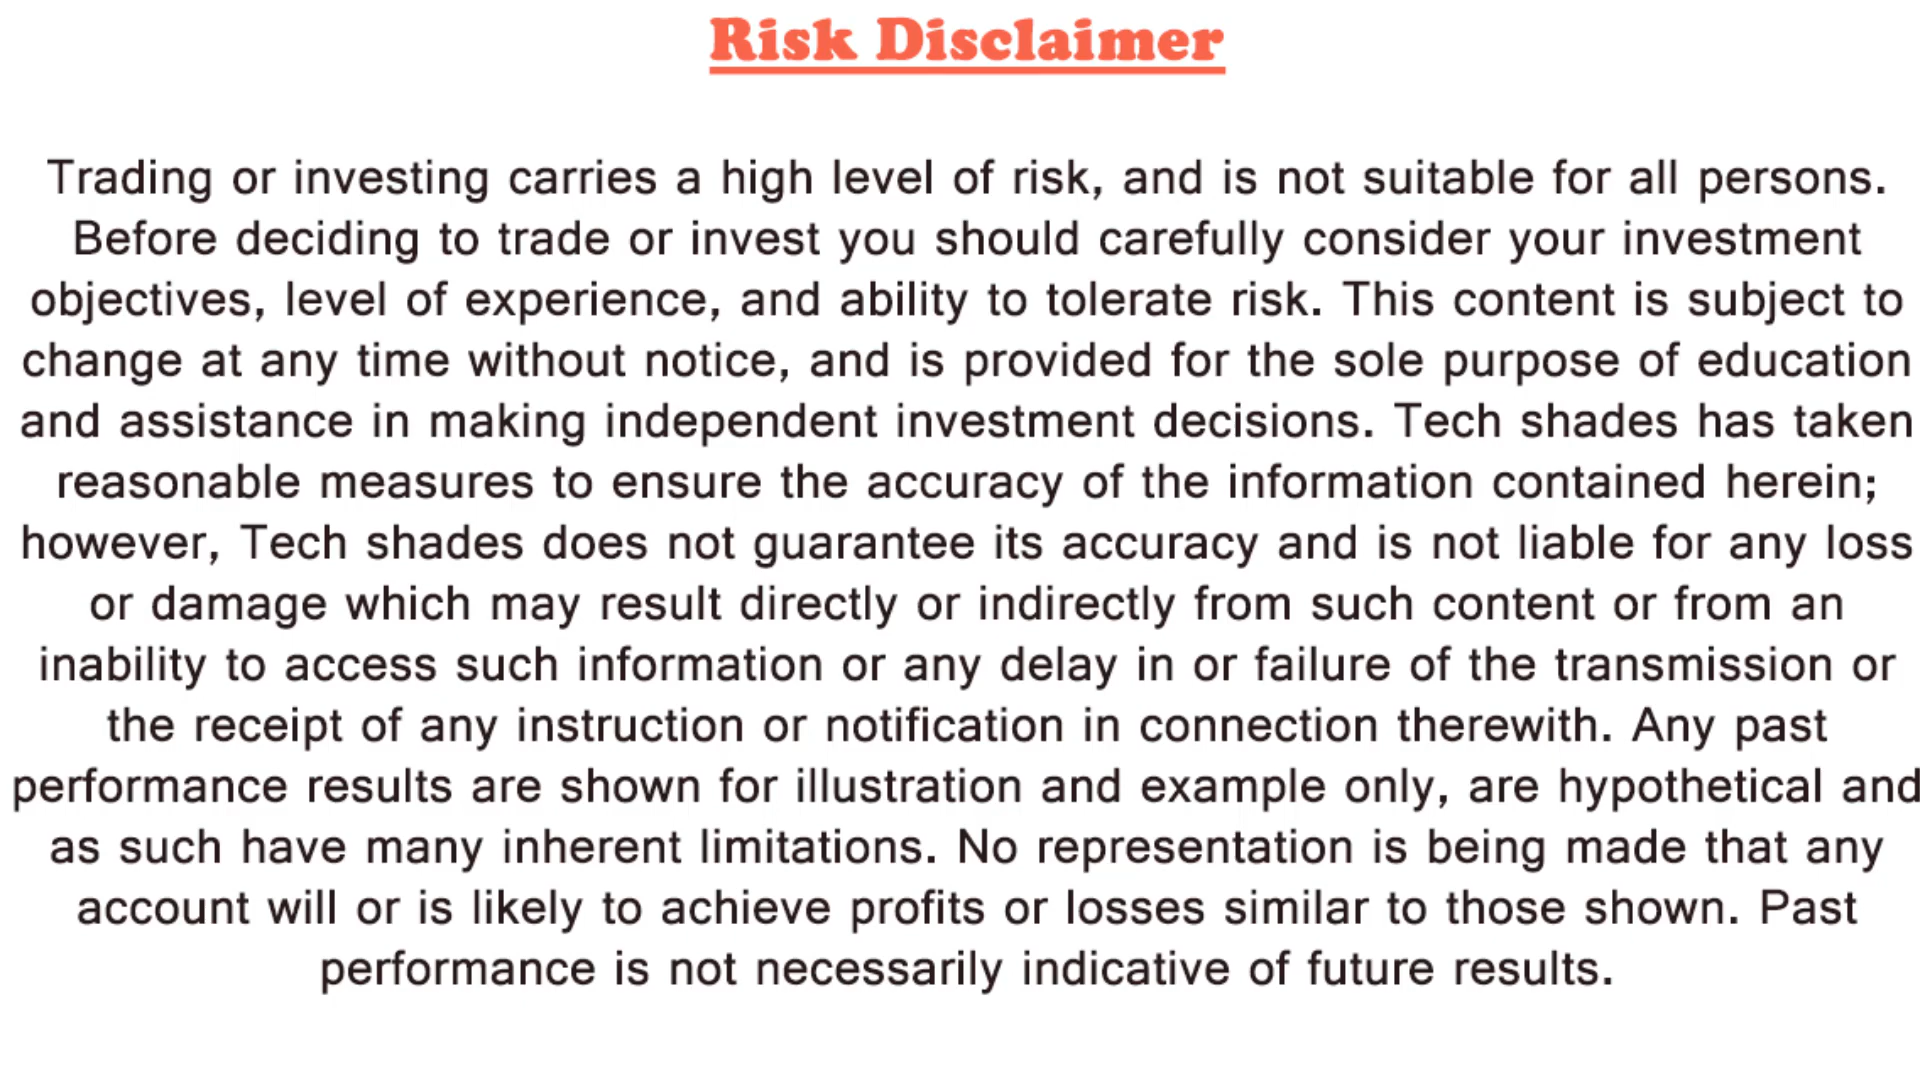 Risk Disclaimer
Trading or investing carries a high level of risk, and is not suitable for all persons.
Before deciding to trade or invest you should carefully consider your investment
objectives, level of experience, and ability to tolerate risk. This content is subject to
change at any time without notice, and is provided for the sole purpose of education
and assistance in making independent investment decisions. Tech shades has taken
reasonable measures to ensure the accuracy of the information contained herein;
however, Tech shades does not guarantee its accuracy and is not liable for any loss
or damage which may result directly or indirectly from such content or from an
inability to access such information or any delay in or failure of the transmission or
the receipt of any instruction or notification in connection therewith. Any past
performance results are shown for illustration and example only, are hypothetical and
as such have many inherent limitations. No representation is being made that any
account will or is likely to achieve profits or losses similar to those shown. Past
performance is not necessarily indicative of future results.